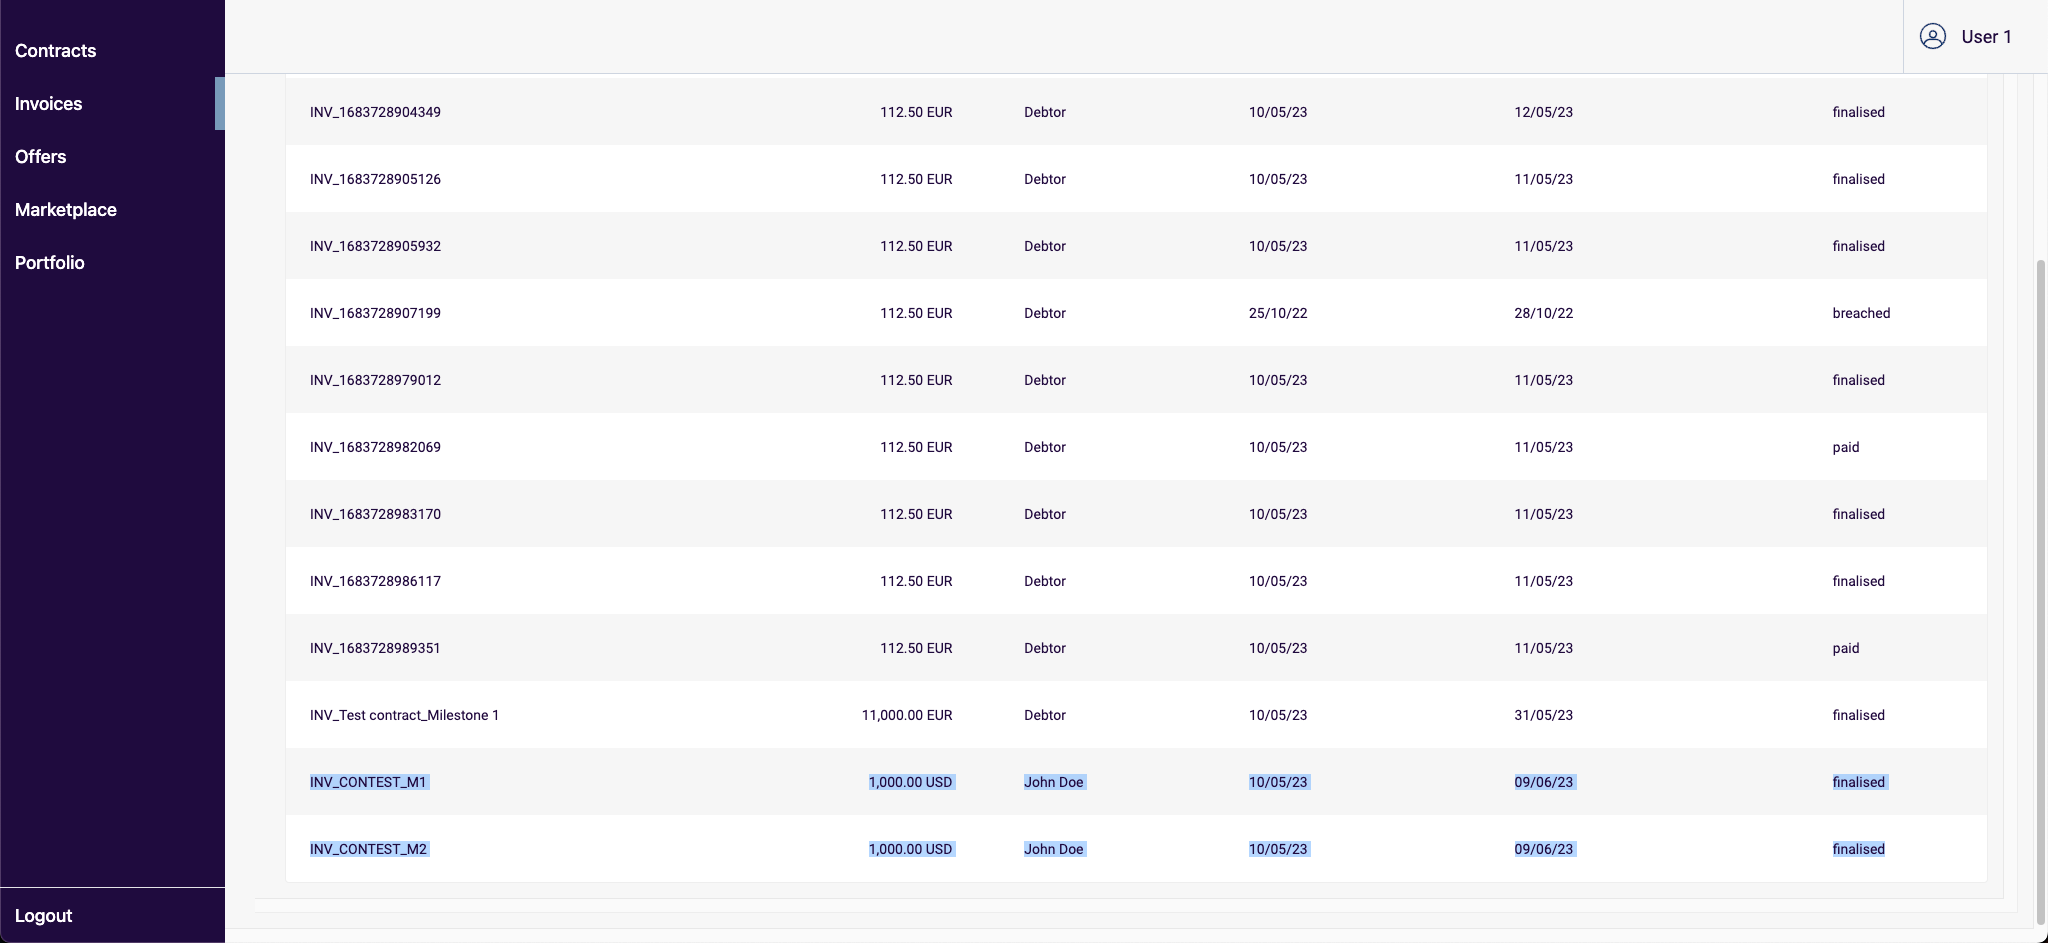 Contracts
Invoices
Offers
Marketplace
Portfolio
Logout
User 1
INV_1683728904349 112.50 EUR Debtor 10/05/23 12/05/23 finalised
INV_1683728905126 112.50 EUR Debtor 10/05/23 11/05/23 finalised
INV_1683728905932 112.50 EUR Debtor 10/05/23 11/05/23 finalised
INV_1683728907199 112.50 EUR Debtor 25/10/22 28/10/22 breached
INV_1683728979012 112.50 EUR Debtor 10/05/23 11/05/23 finalised
INV_1683728982069 112.50 EUR Debtor 10/05/23 11/05/23 paid
INV_1683728983170 112.50 EUR Debtor 10/05/23 11/05/23 finalised
INV_1683728986117 112.50 EUR Debtor 10/05/23 11/05/23 finalised
INV_1683728989351 112.50 EUR Debtor 10/05/23 11/05/23 paid
INV_Test contract_Milestone 1 11,000.00 EUR Debtor 10/05/23 31/05/23 finalised
INV_CONTEST_M1 1,000.00 USD John Doe 10/05/23 09/06/23 finalised
INV_CONTEST_M2 1,000.00 USD John Doe 10/05/23 09/06/23 finalised